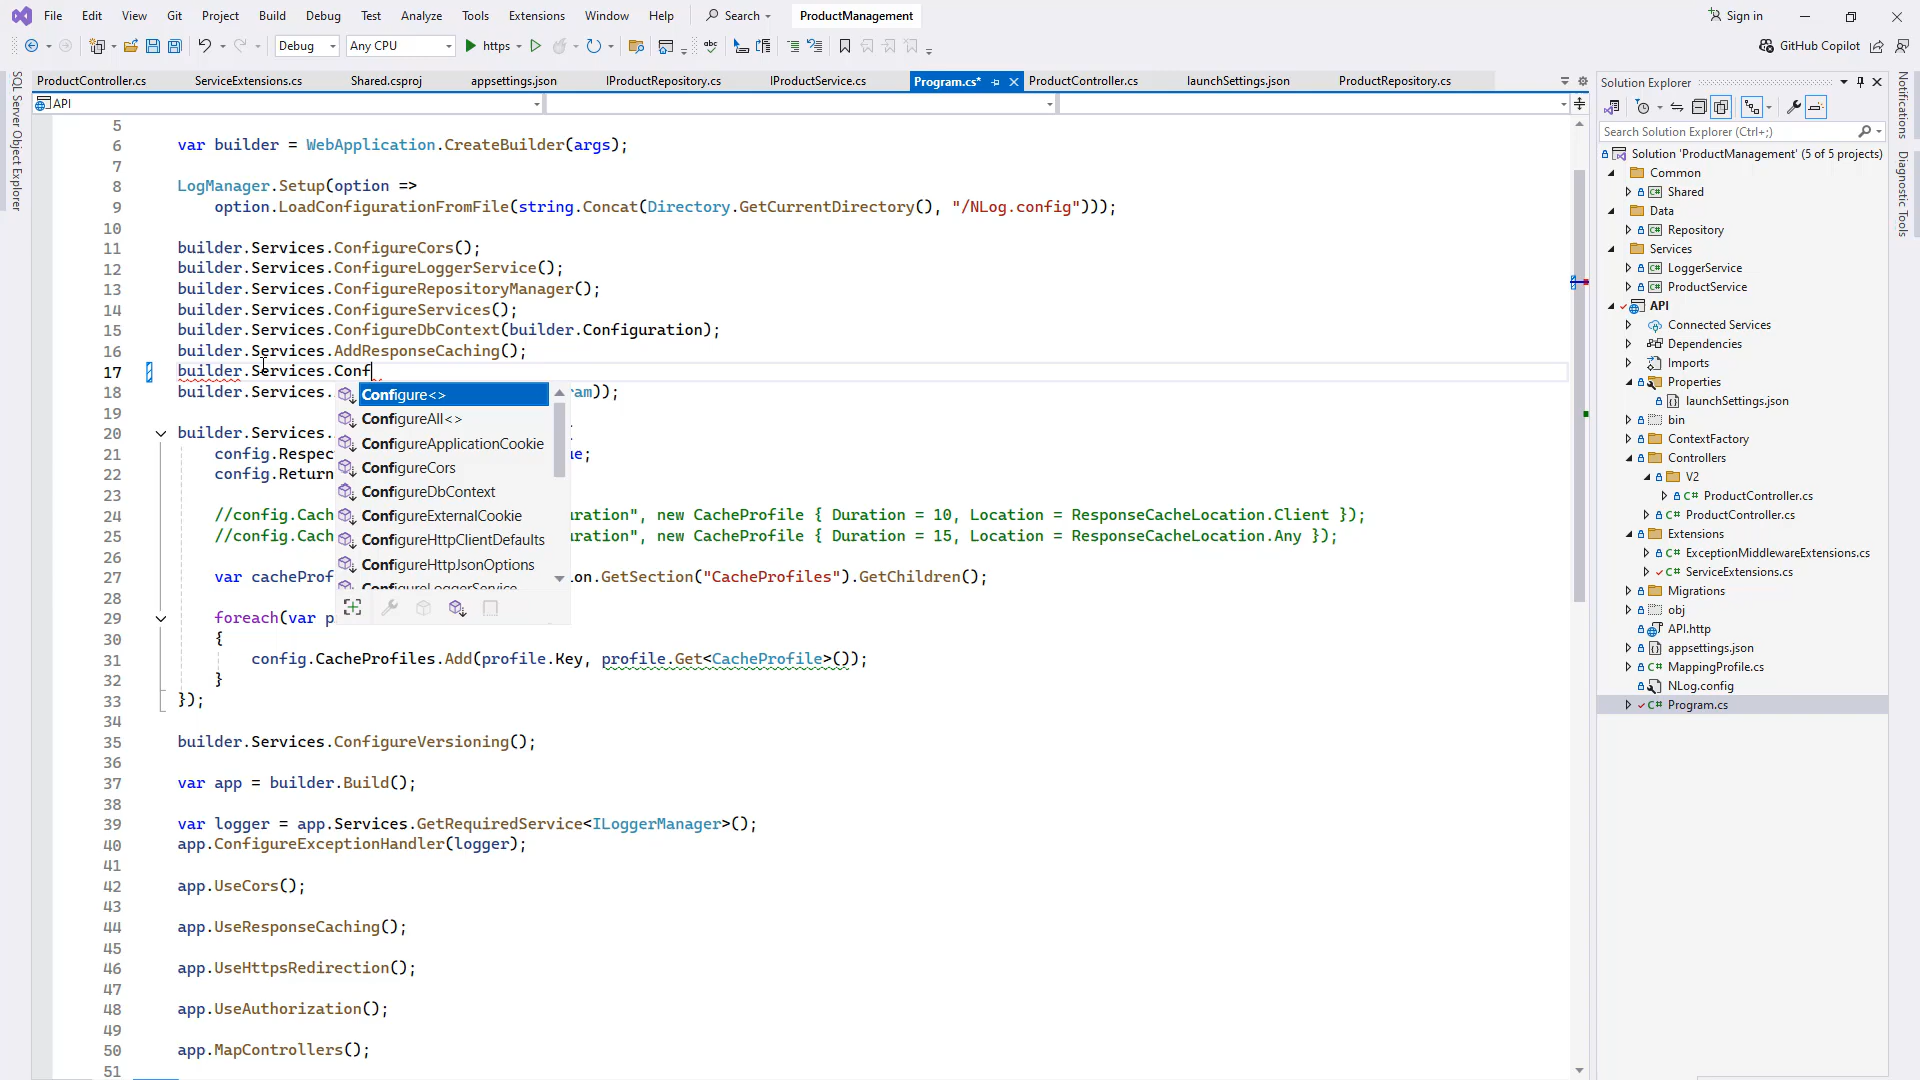 File Edit View Git Project Build Debug Test Analyze Tools Extensions Window Help Search ProductManagement Sign in
Debug Any CPU https GitHub Copilot
SQL Server Object Explorer
ProductController.cs ServiceExtensions.cs Shared.csproj appsettings.json IProductRepository.cs IProductService.cs Program.cs* ProductController.cs launchSettings.json ProductRepository.cs
API
5
6 var builder = WebApplication.CreateBuilder(args);
7
8 LogManager.Setup(option =>
9 option.LoadConfigurationFromFile(string.Concat(Directory.GetCurrentDirectory(), "/NLog.config")));
10
11 builder.Services.ConfigureCors();
12 builder.Services.ConfigureLoggerService();
13 builder.Services.ConfigureRepositoryManager();
14 builder.Services.ConfigureServices();
15 builder.Services.ConfigureDbContext(builder.Configuration);
16 builder.Services.AddResponseCaching();
17 builder.Services.Conf
18 builder.Services. am));
19
20 builder.Services.
21 config.Respec ue;
22 config.Return
23
24 //config.Cach uration", new CacheProfile { Duration = 10, Location = ResponseCacheLocation.Client });
25 //config.Cach uration", new CacheProfile { Duration = 15, Location = ResponseCacheLocation.Any });
26
27 var cachePro on.GetSection("CacheProfiles").GetChildren();
28
29 foreach(var p
30 {
31 config.CacheProfiles.Add(profile.Key, profile.Get<CacheProfile>());
32 }
33 });
34
35 builder.Services.ConfigureVersioning();
36
37 var app = builder.Build();
38
39 var logger = app.Services.GetRequiredService<ILoggerManager>();
40 app.ConfigureExceptionHandler(logger);
41
42 app.UseCors();
43
44 app.UseResponseCaching();
45
46 app.UseHttpsRedirection();
47
48 app.UseAuthorization();
49
50 app.MapControllers();
51
Configure<>
ConfigureAll<>
ConfigureApplicationCookie
ConfigureCors
ConfigureDbContext
ConfigureExternalCookie
ConfigureHttpClientDefaults
ConfigureHttpJsonOptions
ConfigureLoggerService
Solution Explorer
Search Solution Explorer (Ctrl+;)
Solution 'ProductManagement' (5 of 5 projects)
Common
C# Shared
Data
C# Repository
Services
C# LoggerService
C# ProductService
API
Connected Services
Dependencies
Imports
Properties
launchSettings.json
bin
ContextFactory
Controllers
V2
C# ProductController.cs
C# ProductController.cs
Extensions
C# ExceptionMiddlewareExtensions.cs
C# ServiceExtensions.cs
Migrations
obj
API.http
appsettings.json
C# MappingProfile.cs
NLog.config
C# Program.cs
Notifications
Diagnostic Tools